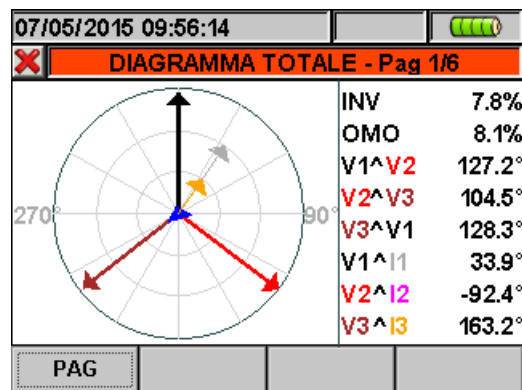 07/05/2015 09:56:14
DIAGRAMMA TOTALE - Pag 1/6
270° 90°
INV 7.8%
OMO 8.1%
V1^V2 127.2°
V2^V3 104.5°
V3^V1 128.3°
V1^I1 33.9°
V2^I2 -92.4°
V3^I3 163.2°
PAG